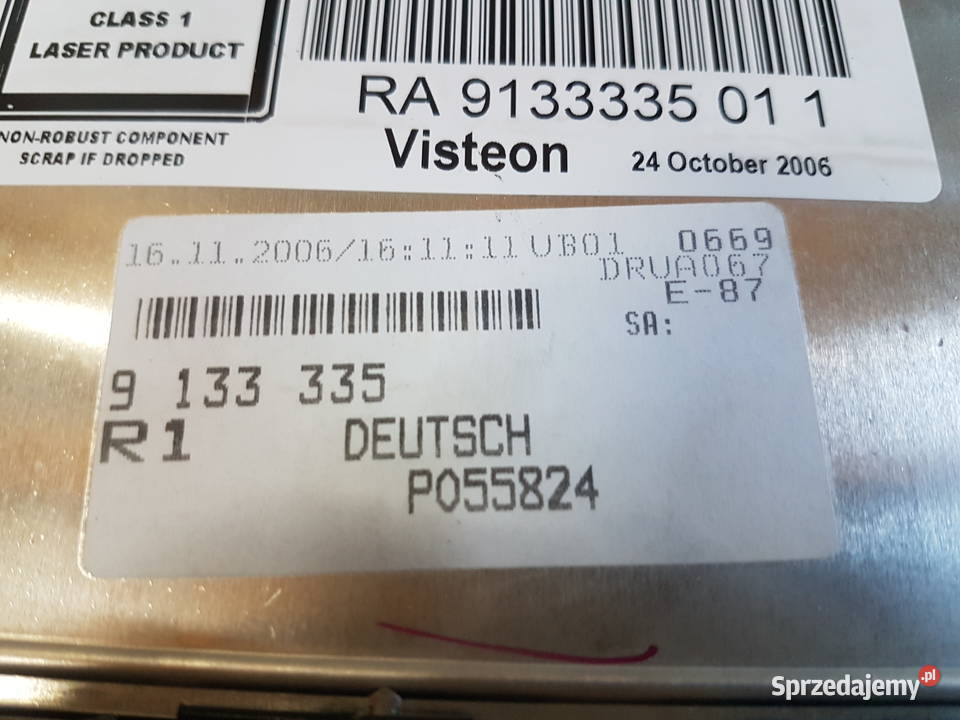 CLASS 1
LASER PRODUCT
NON-ROBUST COMPONENT
SCRAP IF DROPPED
RA 9133335 01 1
Visteon 24 October 2006
16.11.2006/16:11:11 UB01 0669
DRUA067
E-87
SA:
9 133 335
R1 DEUTSCH
P055824
Sprzedajemy.pl